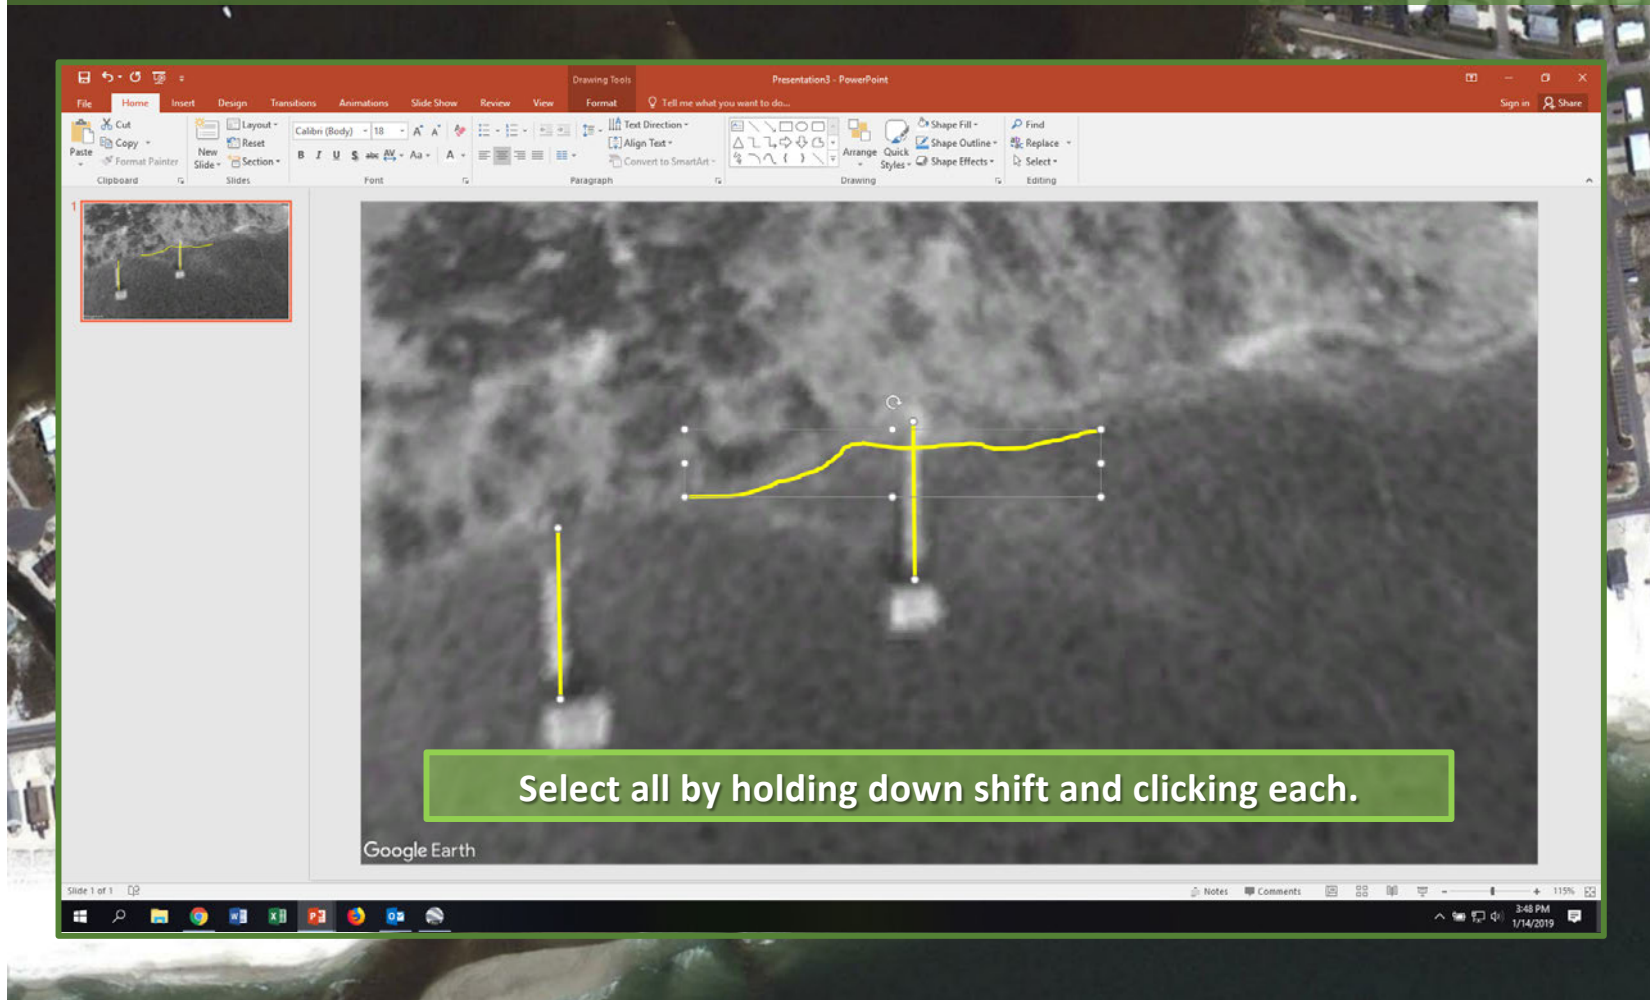 Drawing Tools
Presentation3 - PowerPoint
File Home Insert Design Transitions Animations Slide Show Review View Format Tell me what you want to do... Sign in Share
Paste
Cut
Copy
Format Painter
Clipboard
New Slide
Layout
Reset
Section
Slides
Calibri (Body) 18
B I U S abc AV Aa A
Font
Text Direction
Align Text
Convert to SmartArt
Paragraph
Arrange
Quick Styles
Shape Fill
Shape Outline
Shape Effects
Drawing
Find
Replace
Select
Editing
1
Select all by holding down shift and clicking each.
Google Earth
Slide 1 of 1
Notes Comments 115%
3:48 PM
1/14/2019